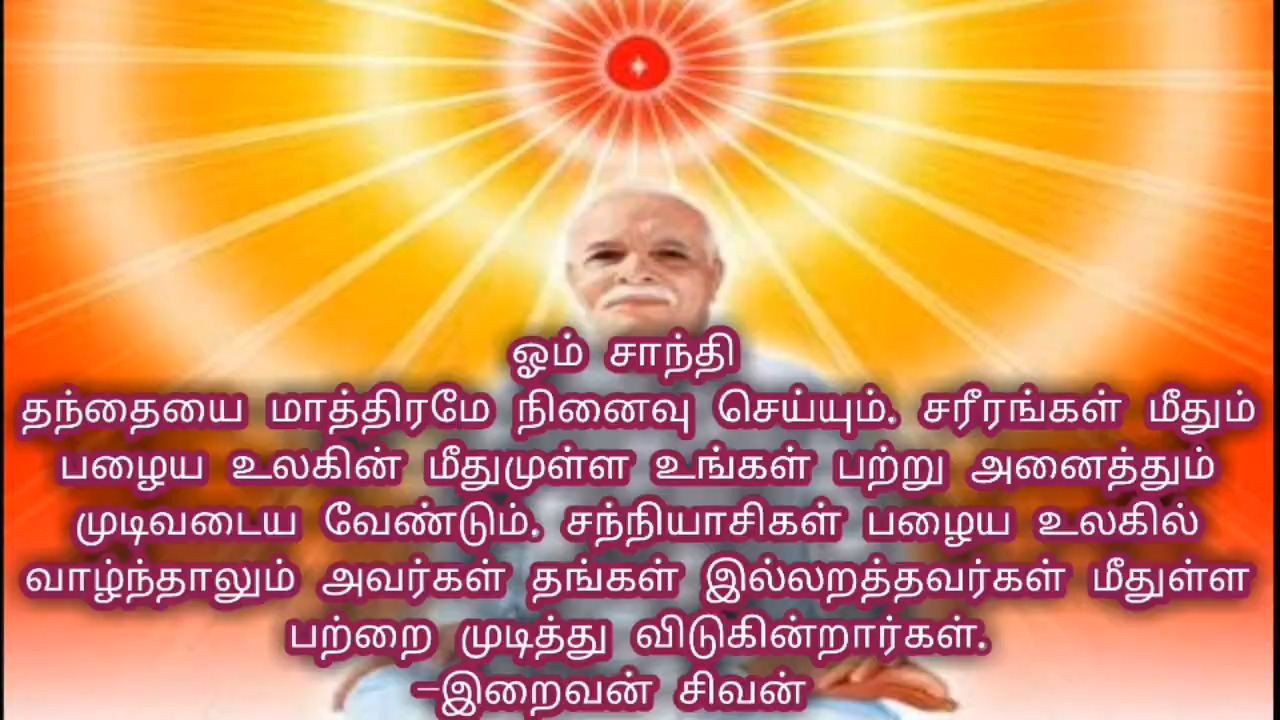 ஓம் சாந்தி
தந்தையை மாத்திரமே நினைவு செய்யும். சரீரங்கள் மீதும்
பழைய உலகின் மீதுமுள்ள உங்கள் பற்று அனைத்தும்
முடிவடைய வேண்டும். சந்நியாசிகள் பழைய உலகில்
வாழ்ந்தாலும் அவர்கள் தங்கள் இல்லறத்தவர்கள் மீதுள்ள
பற்றை முடித்து விடுகின்றார்கள்.
-இறைவன் சிவன்